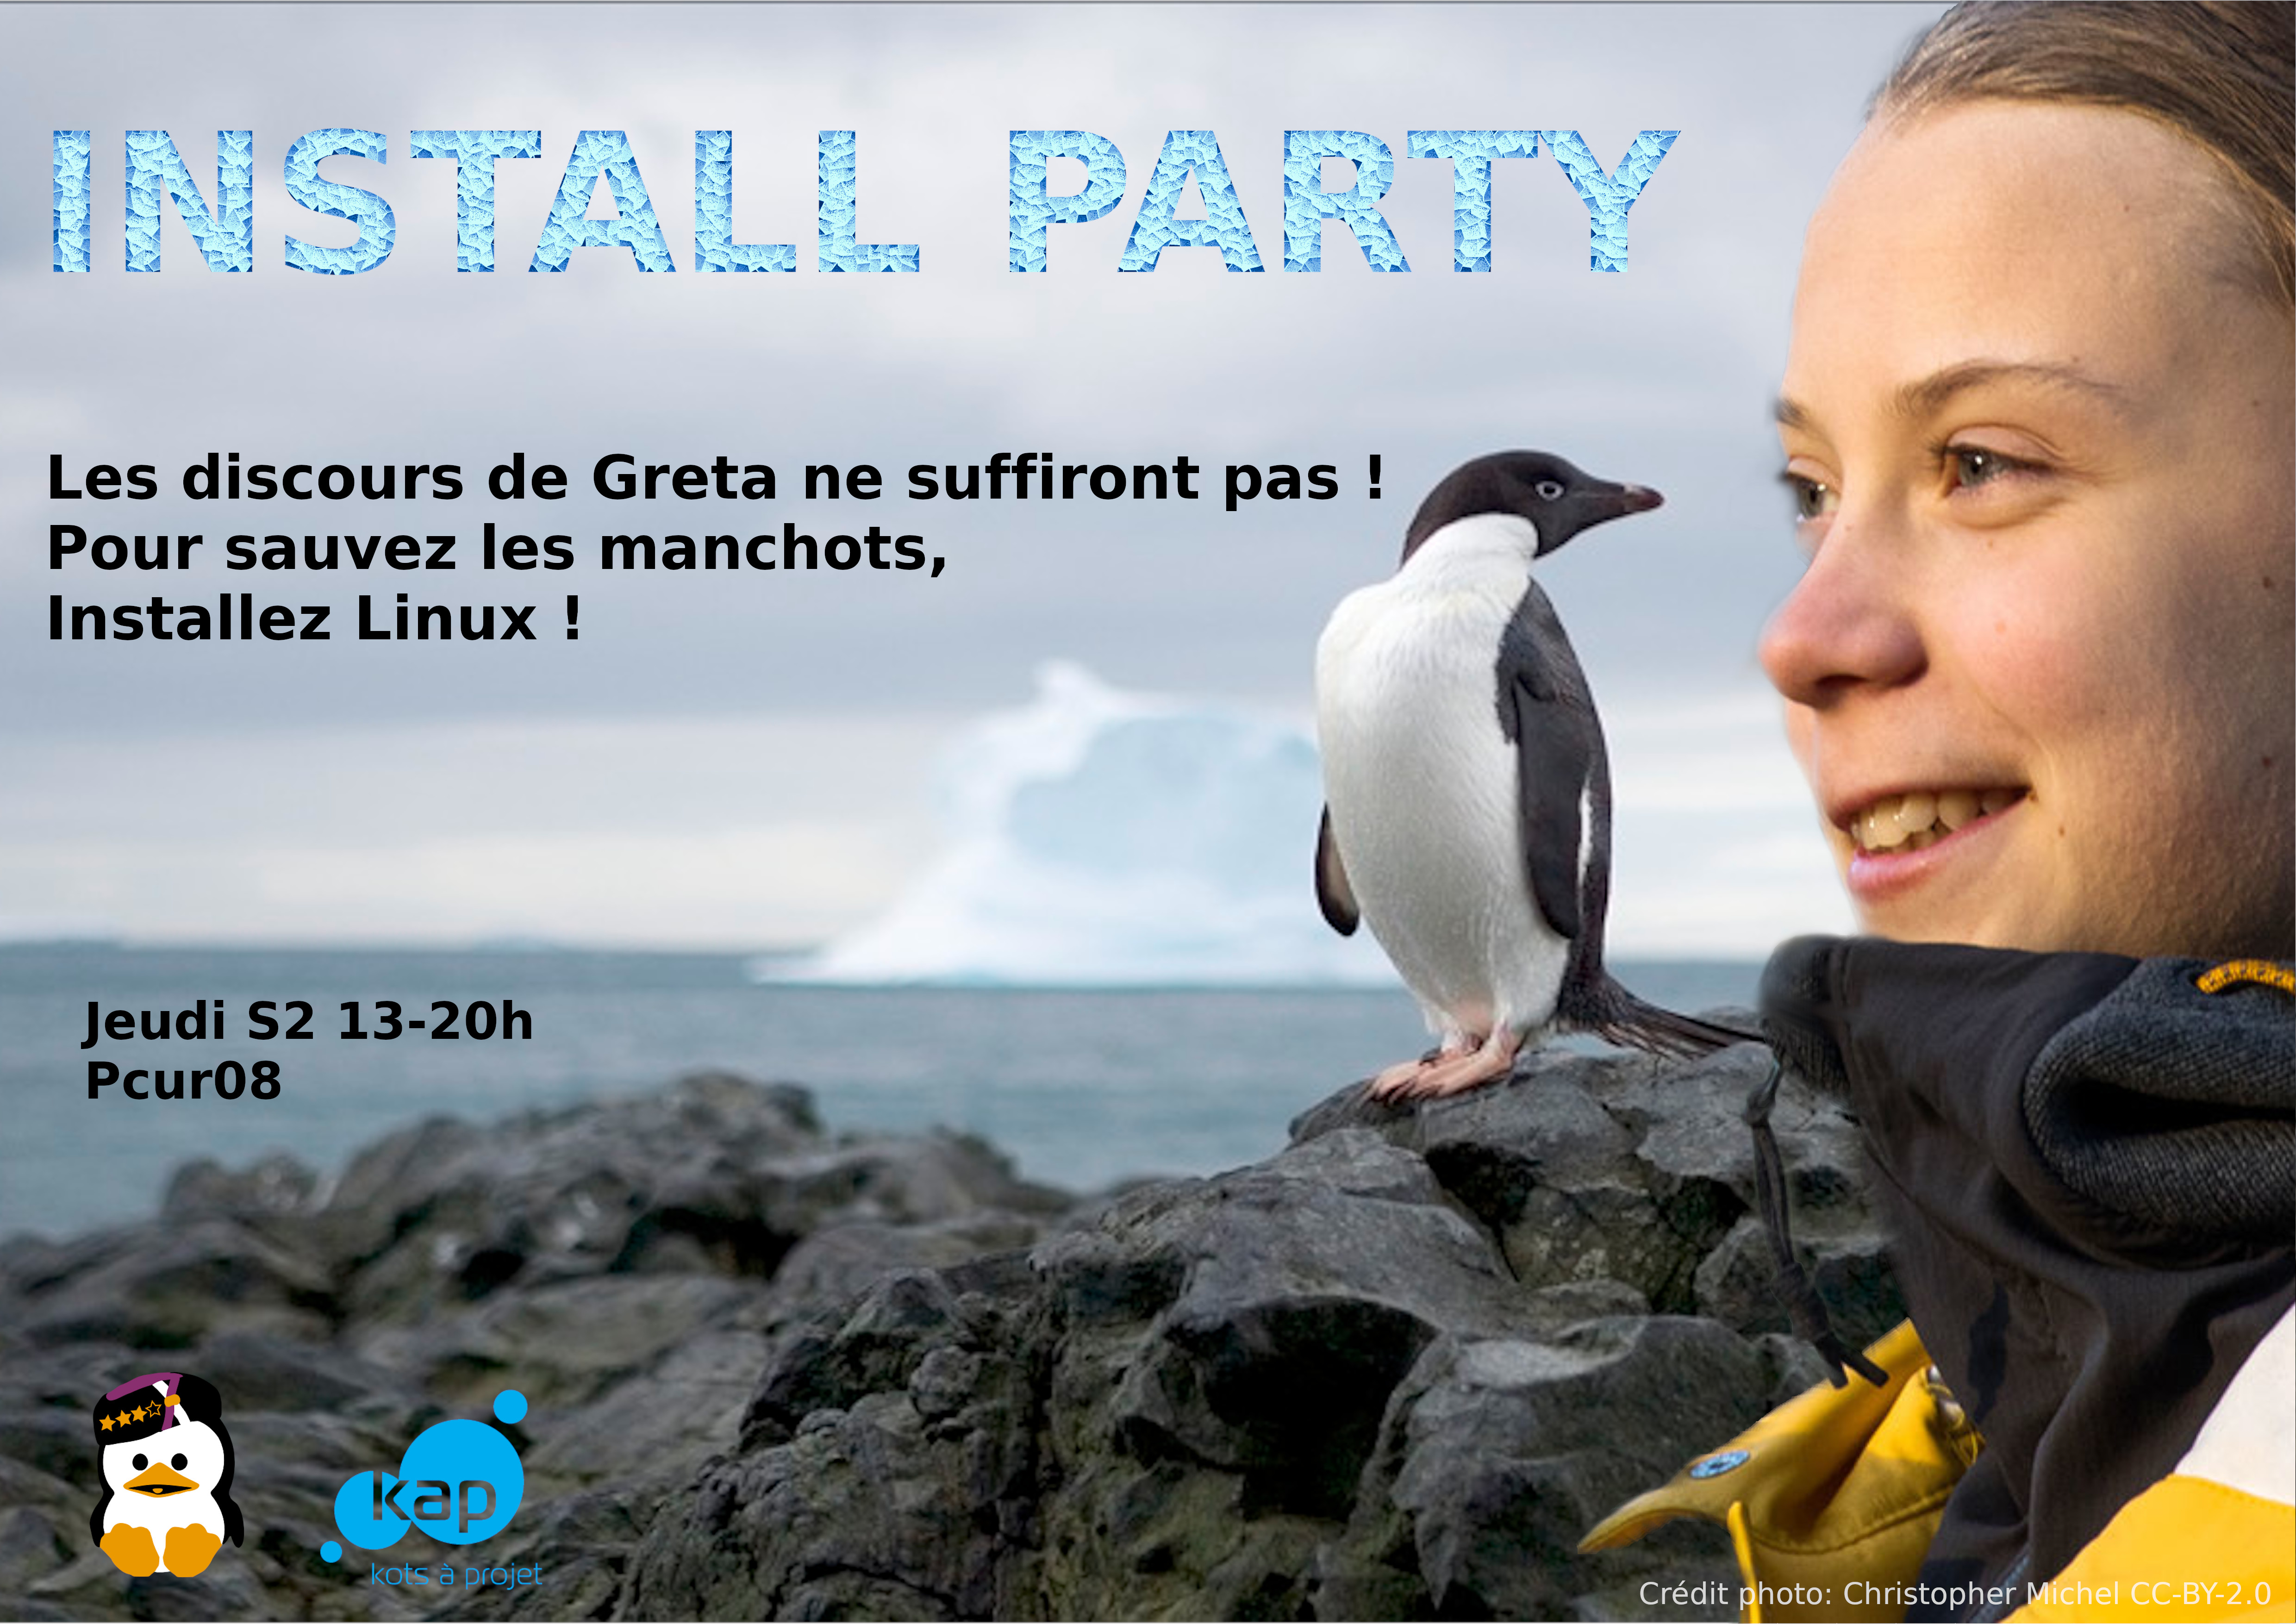 INSTALL PARTY
Les discours de Greta ne suffiront pas !
Pour sauvez les manchots,
Installez Linux !
Jeudi S2 13-20h
Pcur08
kap
kots à projet
Crédit photo: Christopher Michel CC-BY-2.0